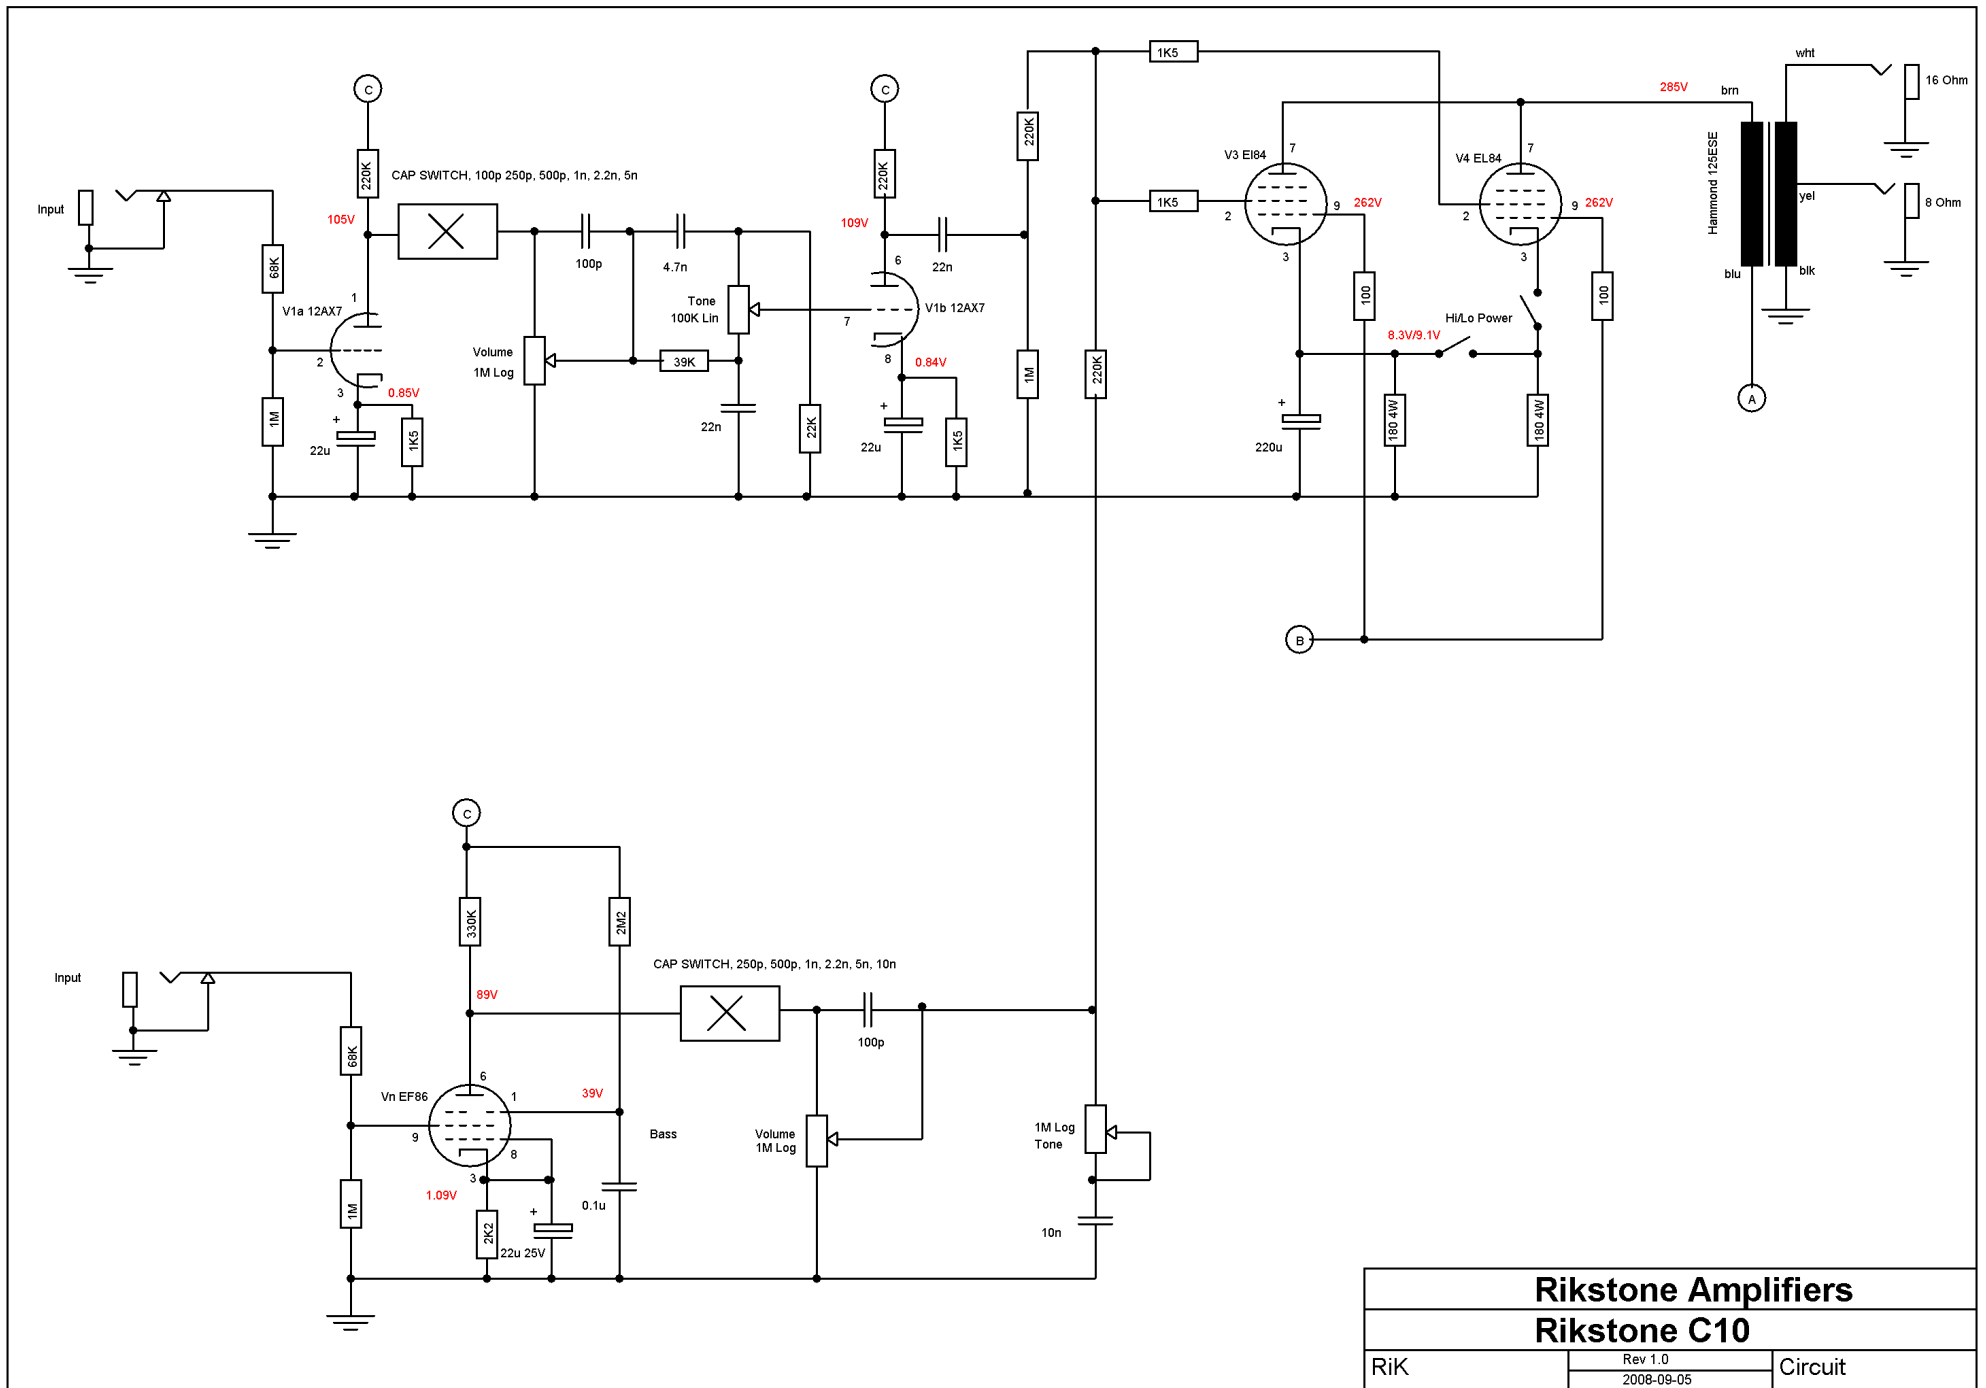 C
220K
CAP SWITCH, 100p 250p, 500p, 1n, 2.2n, 5n
105V
Input
68K
V1a 12AX7
1
2
3
0.85V
1M
+
22u
1K5
100p
4.7n
Volume
1M Log
Tone
100K Lin
39K
22n
22K
C
220K
109V
6
22n
7
V1b 12AX7
8
0.84V
+
22u
1K5
220K
1M
1K5
1K5
220K
V3 El84
7
2
9
262V
3
100
V4 EL84
7
2
9
262V
3
100
Hi/Lo Power
8.3V/9.1V
+
220u
180 4W
180 4W
B
285V
brn
Hammond 125ESE
blu
A
wht
16 Ohm
yel
8 Ohm
blk
C
330K
2M2
CAP SWITCH, 250p, 500p, 1n, 2.2n, 5n, 10n
89V
Input
68K
Vn EF86
6
1
39V
9
8
3
1.09V
1M
2K2
+
22u 25V
0.1u
Bass
100p
Volume
1M Log
1M Log
Tone
10n
Rikstone Amplifiers
Rikstone C10
RiK
Rev 1.0
2008-09-05
Circuit